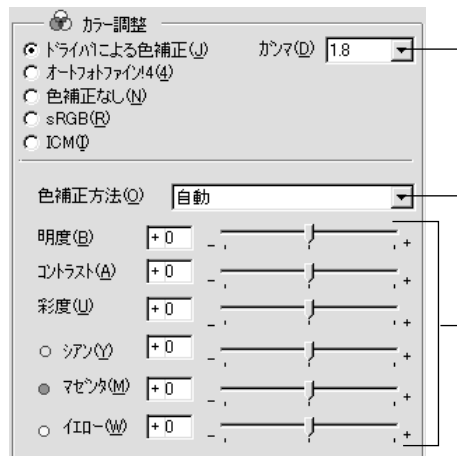 カラー調整
ドライバによる色補正(J) ガンマ(D) 1.8
オートフォトファイン!4(4)
色補正なし(N)
sRGB(R)
ICM(I)
色補正方法(O) 自動
明度(B) +0 - +
コントラスト(A) +0 - +
彩度(U) +0 - +
シアン(Y) +0 - +
マゼンタ(M) +0 - +
イエロー(W) +0 - +